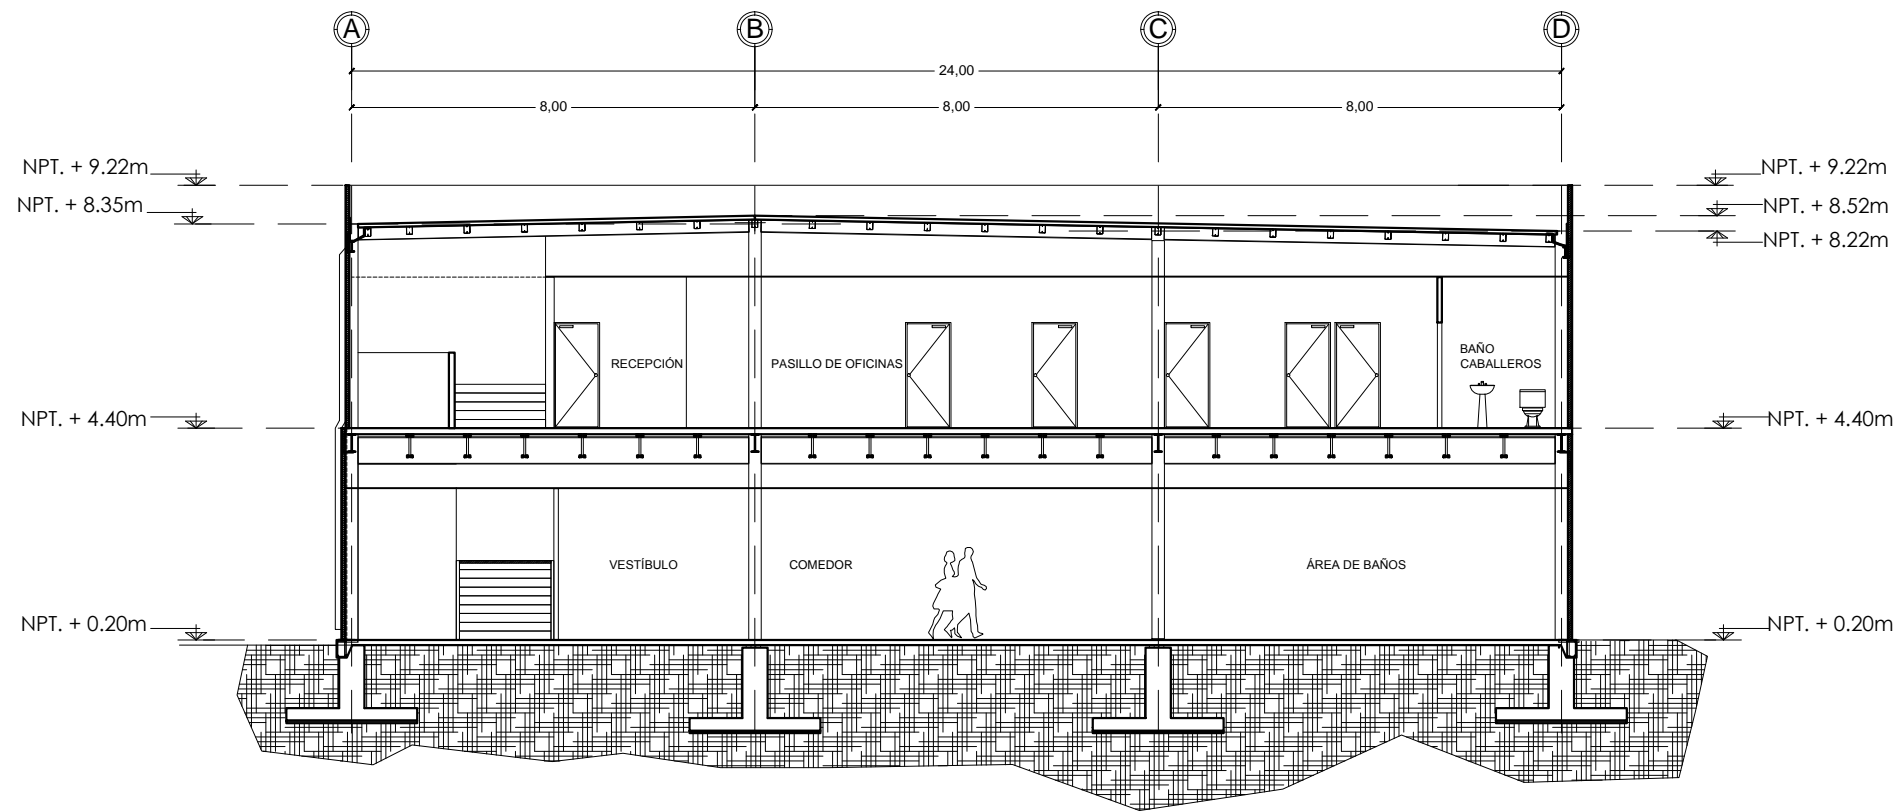 A B C D
24,00
8,00 8,00 8,00
NPT. + 9.22m NPT. + 9.22m
NPT. + 8.35m NPT. + 8.52m
NPT. + 8.22m
RECEPCIÓN PASILLO DE OFICINAS BAÑO
CABALLEROS
NPT. + 4.40m NPT. + 4.40m
VESTÍBULO COMEDOR ÁREA DE BAÑOS
NPT. + 0.20m NPT. + 0.20m